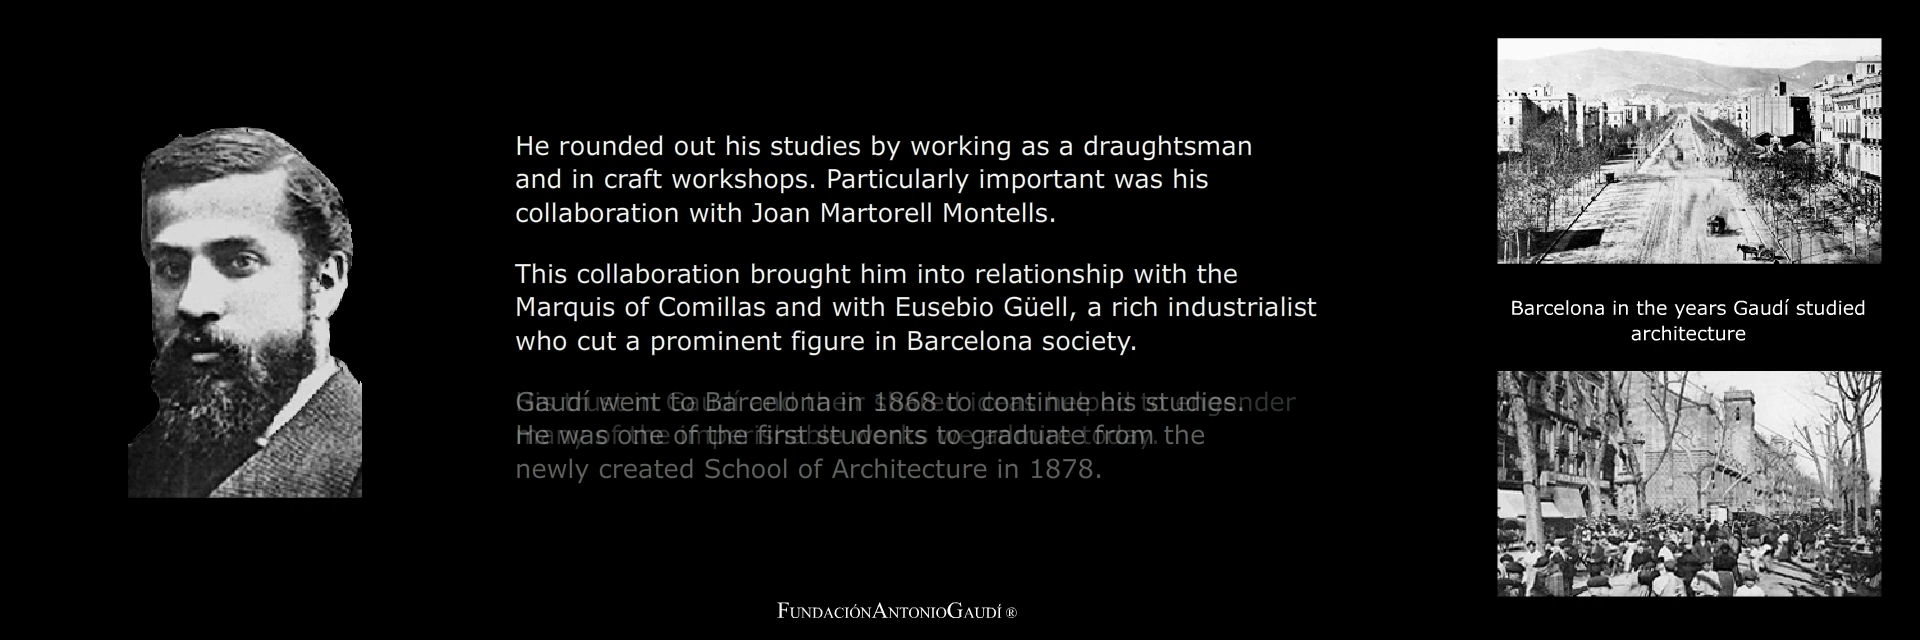 He rounded out his studies by working as a draughtsman
and in craft workshops. Particularly important was his
collaboration with Joan Martorell Montells.
This collaboration brought him into relationship with the
Marquis of Comillas and with Eusebio Güell, a rich industrialist
who cut a prominent figure in Barcelona society.
Gaudí went to Barcelona in 1868 to continue his studies.
He was one of the first students to graduate from the
newly created School of Architecture in 1878.
Barcelona in the years Gaudí studied
architecture
FUNDACIÓNANTONIOGAUDÍ ®